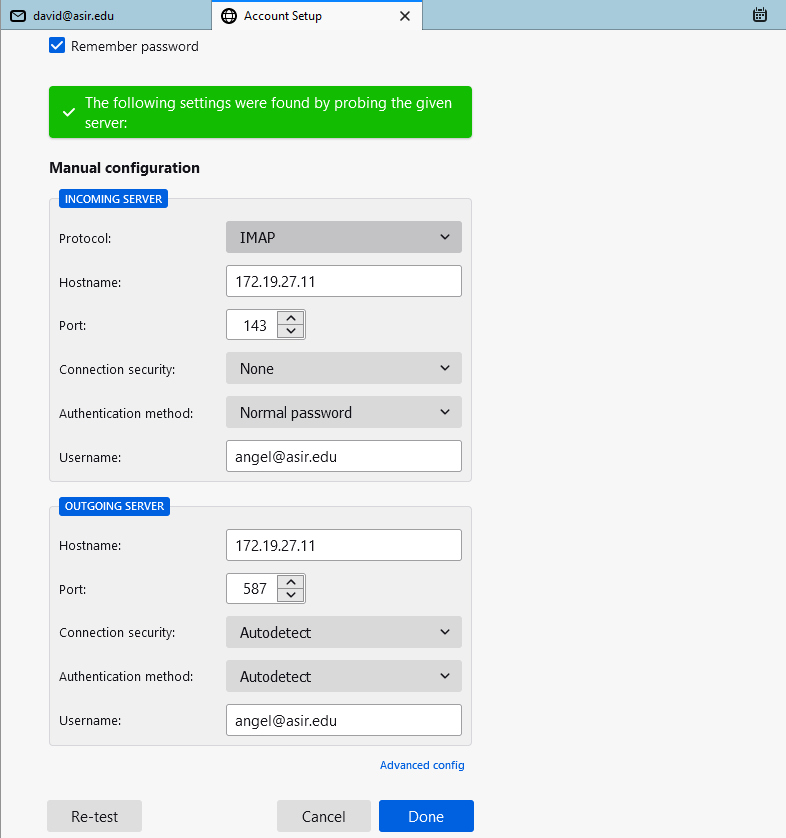 david@asir.edu
Account Setup
Remember password
The following settings were found by probing the given
server:
Manual configuration
INCOMING SERVER
Protocol:
IMAP
Hostname:
172.19.27.11
Port:
143
Connection security:
None
Authentication method:
Normal password
Username:
angel@asir.edu
OUTGOING SERVER
Hostname:
172.19.27.11
Port:
587
Connection security:
Autodetect
Authentication method:
Autodetect
Username:
angel@asir.edu
Advanced config
Re-test
Cancel
Done